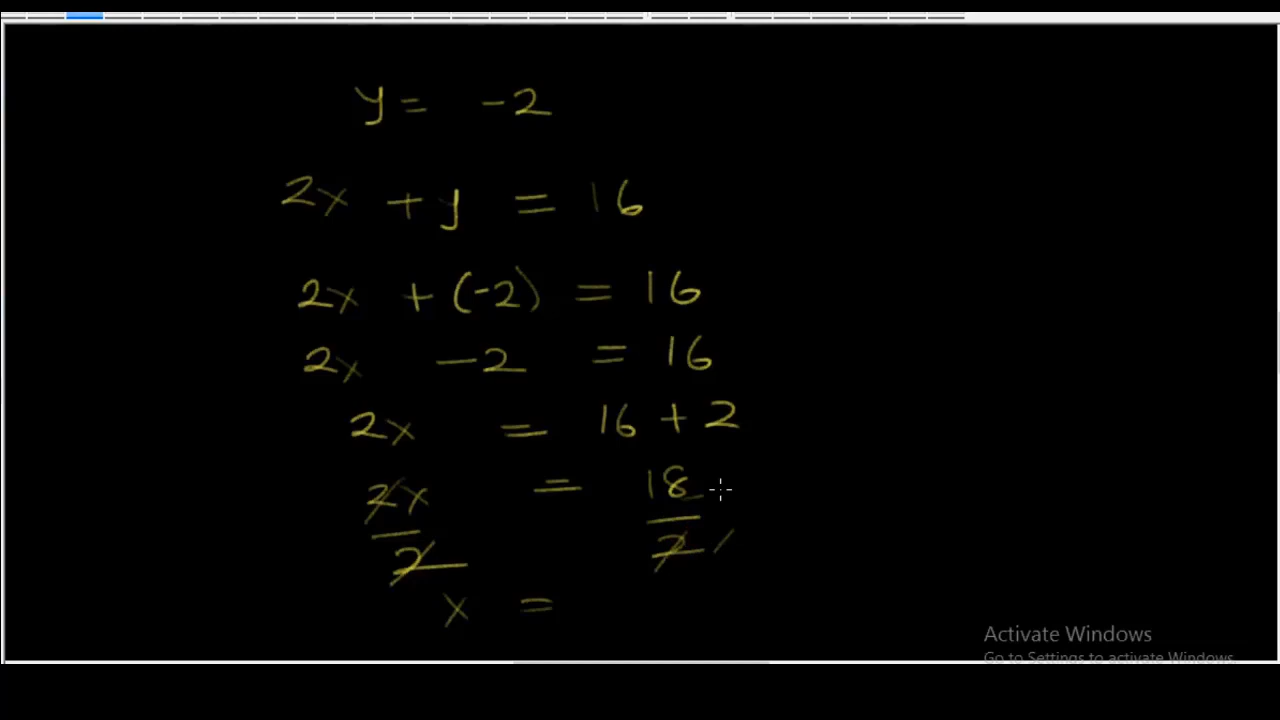 y = -2
2x + y = 16
2x + (-2) = 16
2x - 2 = 16
2x = 16 + 2
2x = 18
2 2
x =
Activate Windows
Go to Settings to activate Windows.